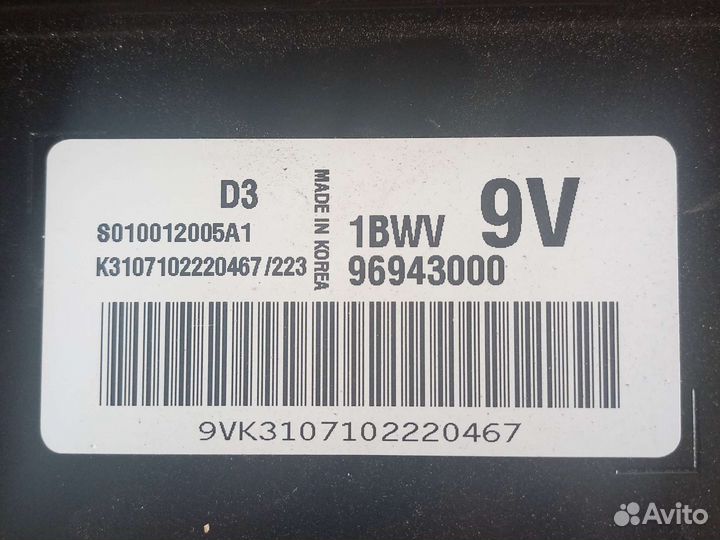 D3
S010012005A1
K3107102220467/223
MADE IN KOREA
1BWV 9V
96943000
9VK3107102220467
Avito